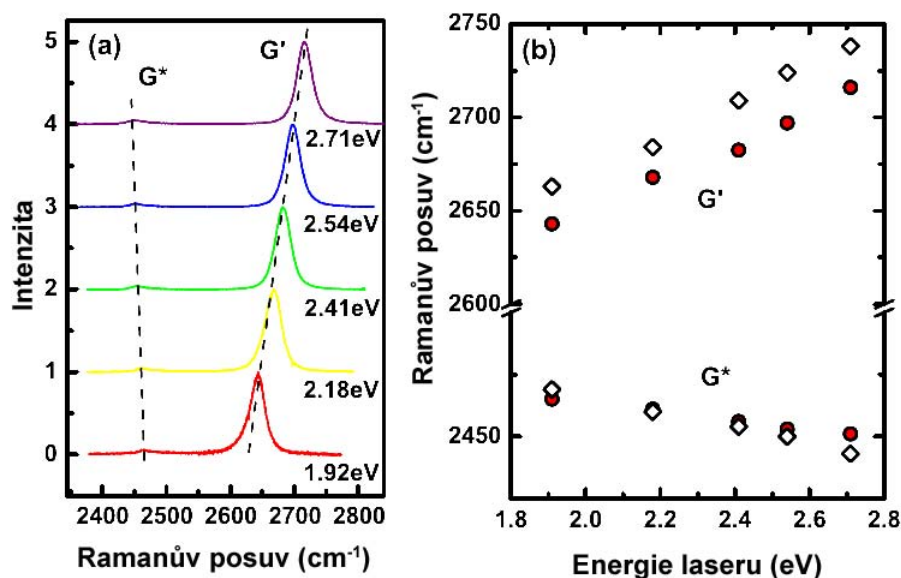 (a)
G*
G'
5
4
3
2
1
0
2.71eV
2.54eV
2.41eV
2.18eV
1.92eV
Intenzita
2400 2500 2600 2700 2800
Ramanův posuv (cm⁻¹)
(b)
2750
2700
2650
2600
2450
G'
G*
Ramanův posuv (cm⁻¹)
1.8 2.0 2.2 2.4 2.6 2.8
Energie laseru (eV)